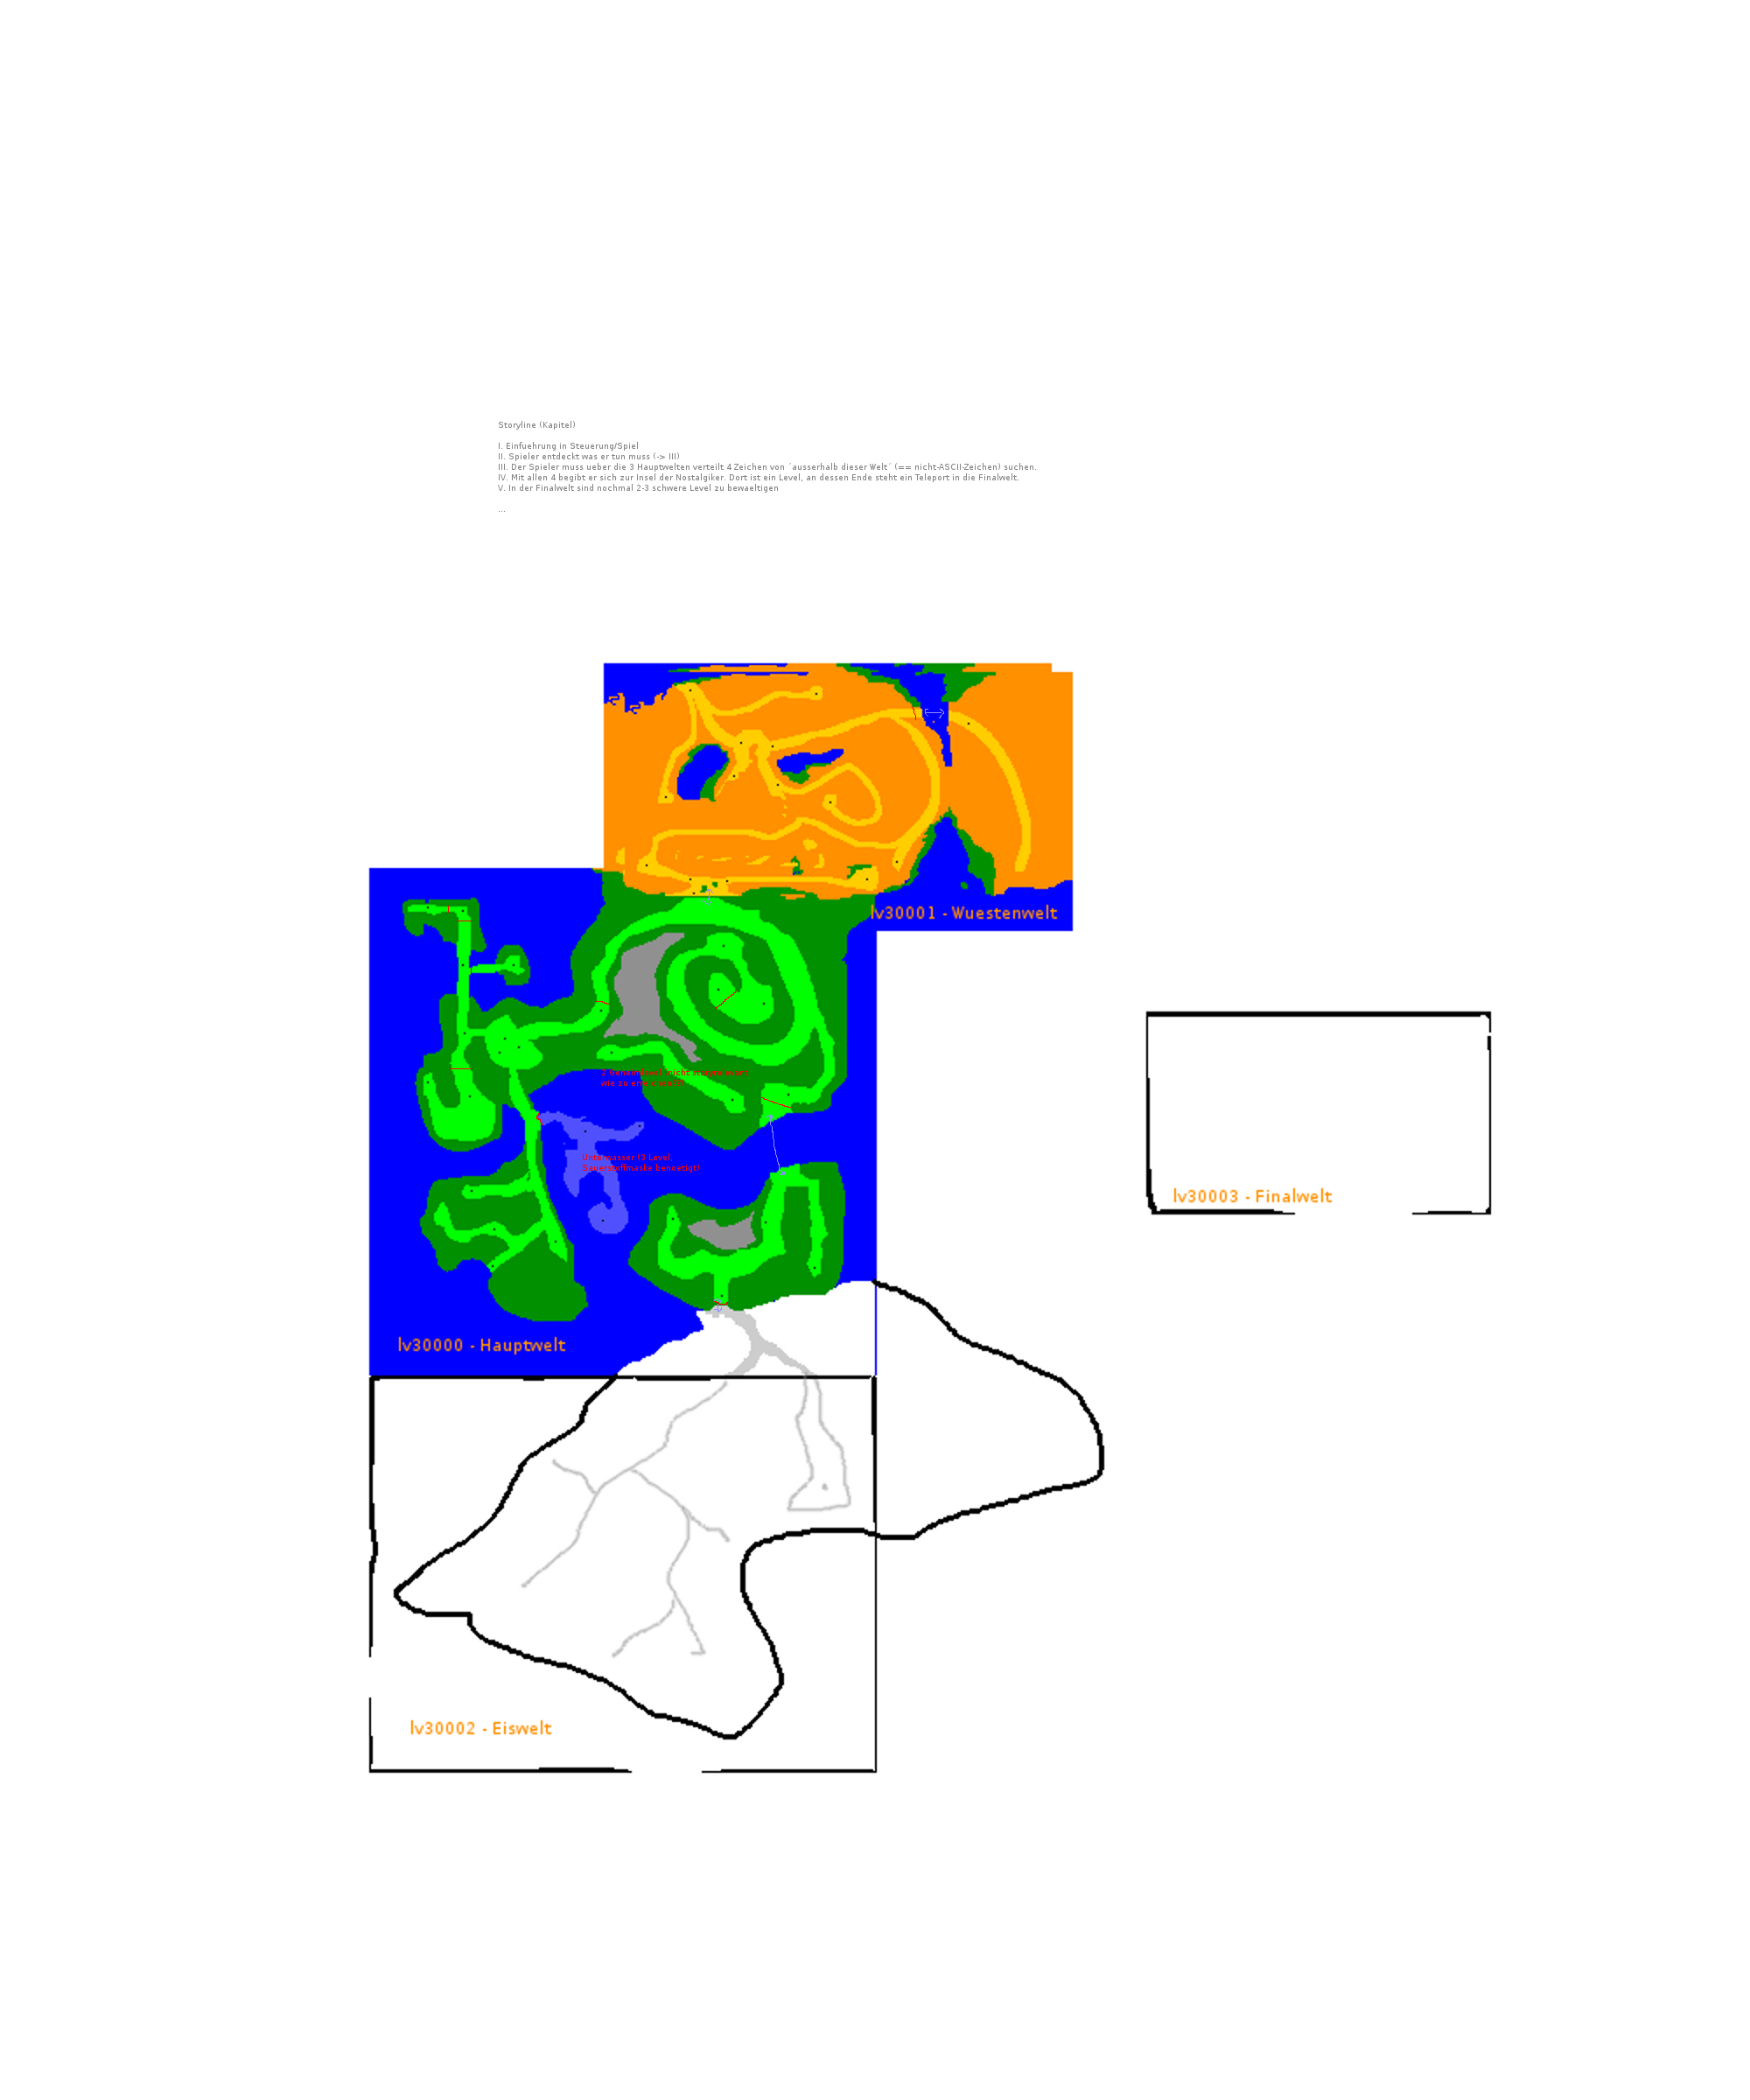 Storyline (Kapitel)
I. Einfuehrung in Steuerung/Spiel
II. Spieler entdeckt was er tun muss (-> III)
III. Der Spieler muss ueber die 3 Hauptwelten verteilt 4 Zeichen von ´ausserhalb dieser Welt´ (== nicht-ASCII-Zeichen) suchen.
IV. Mit allen 4 begibt er sich zur Insel der Nostalgiker. Dort ist ein Level, an dessen Ende steht ein Teleport in die Finalwelt.
V. In der Finalwelt sind nochmal 2-3 schwere Level zu bewaeltigen
...
lv30001 - Wuestenwelt
wie zu
Unterwasser (3 Level,
Sauerstoffmaske benoetigt)
lv30003 - Finalwelt
lv30000 - Hauptwelt
lv30002 - Eiswelt